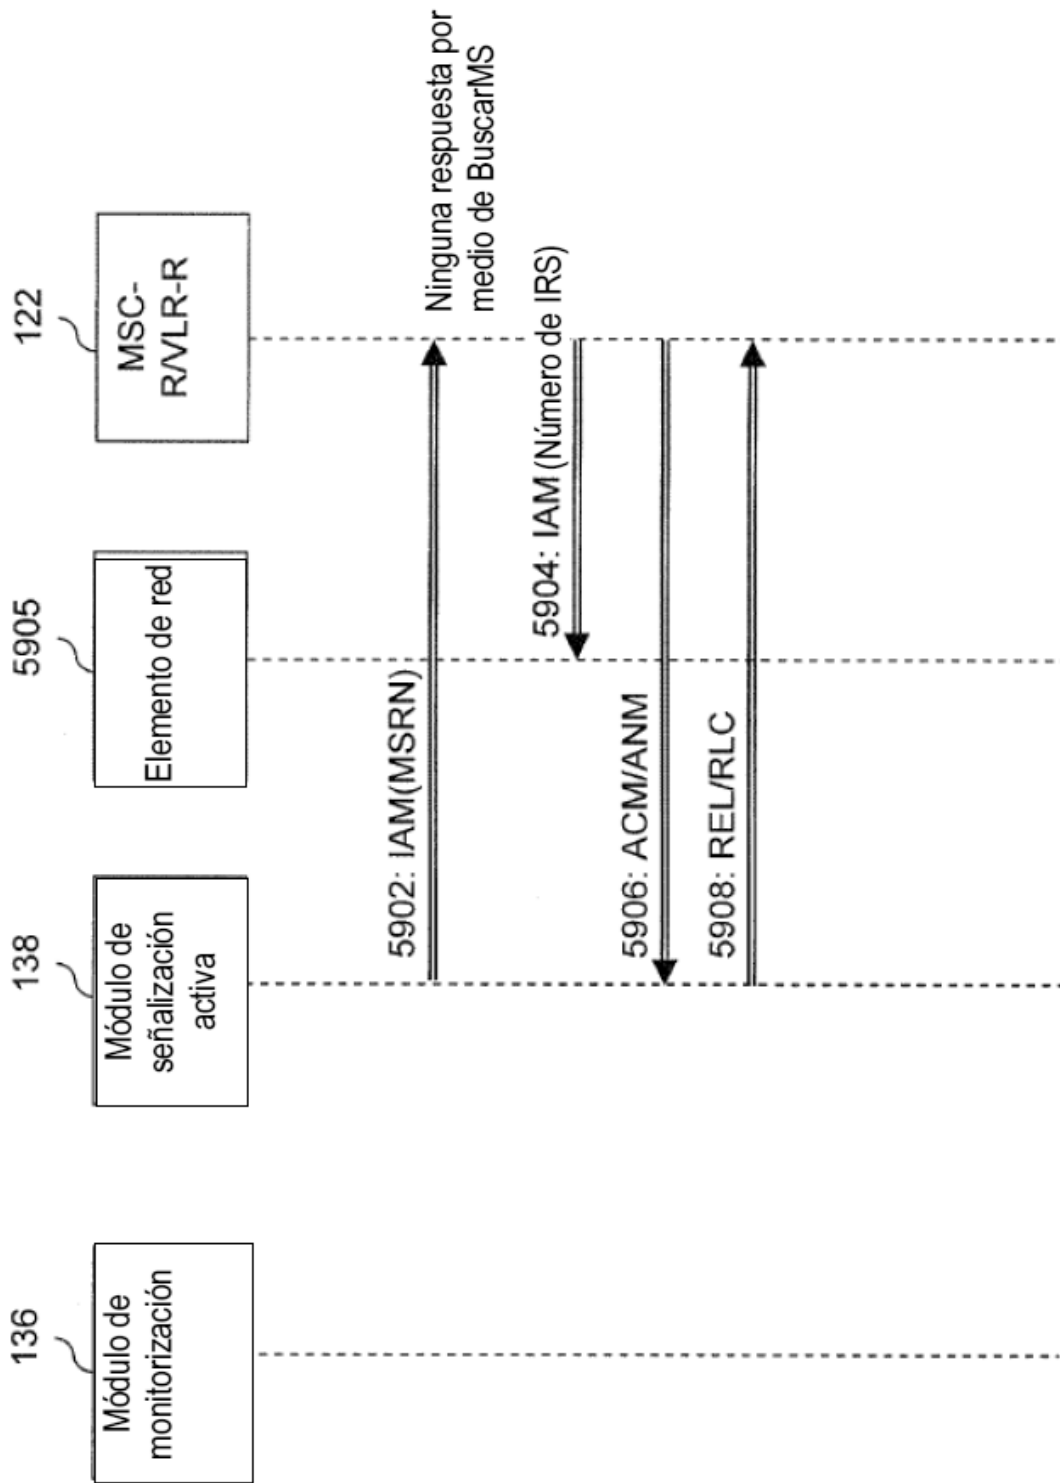 136
Módulo de
monitorización
138
Módulo de
señalización
activa
5905
Elemento de red
122
MSC-
R/VLR-R
5902: IAM(MSRN)
Ninguna respuesta por
medio de BuscarMS
5904: IAM (Número de IRS)
5906: ACM/ANM
5908: REL/RLC